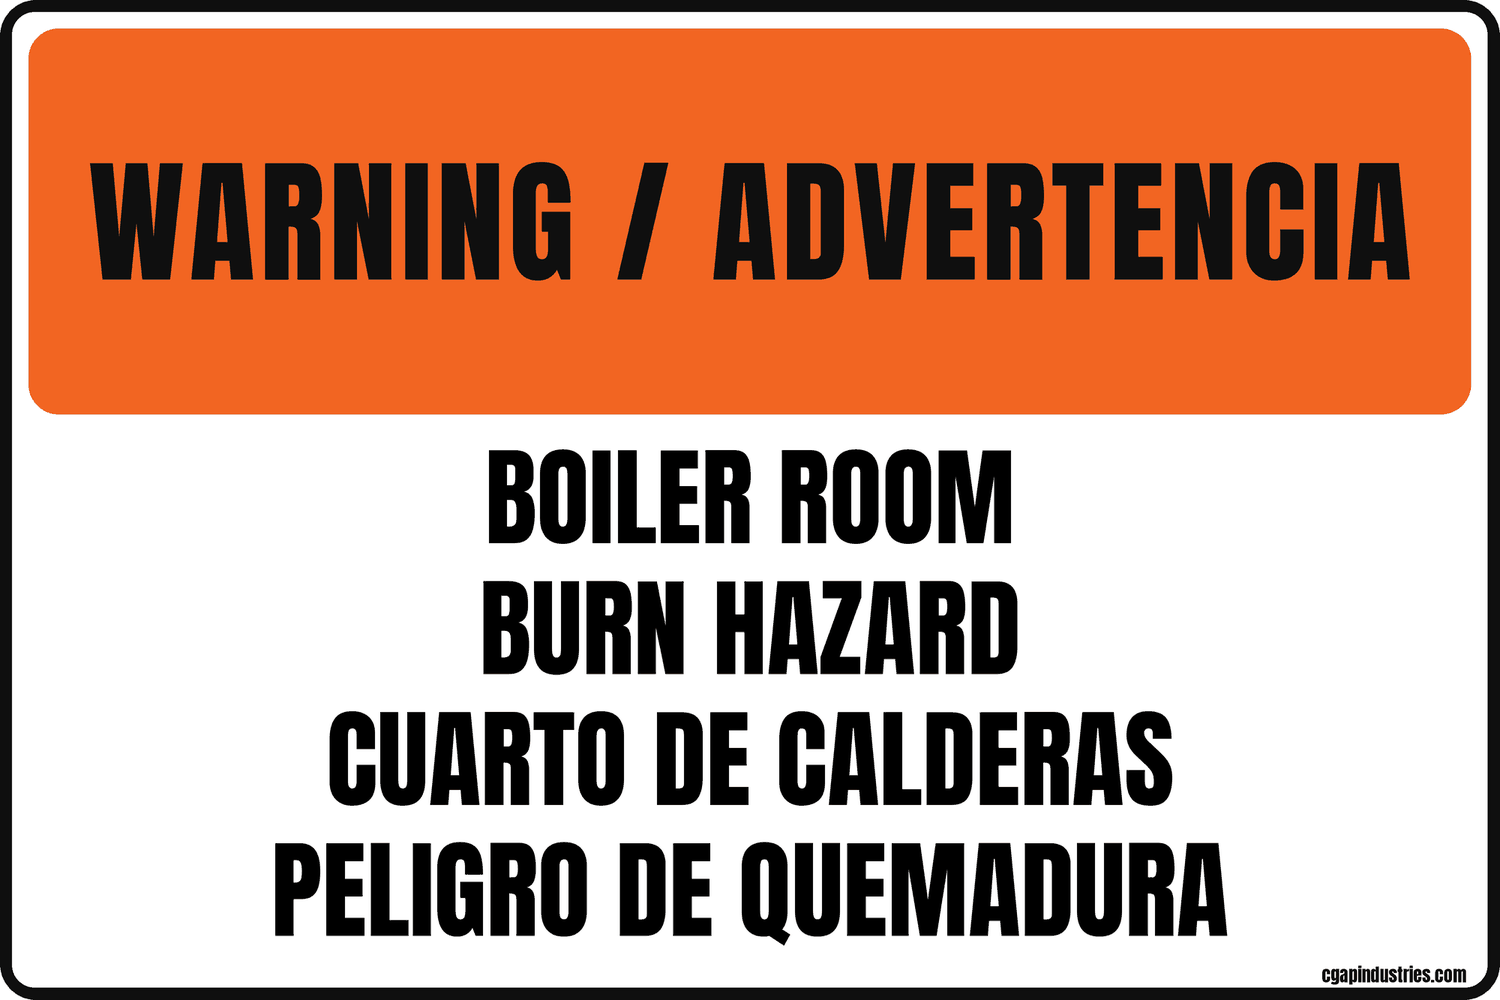 WARNING / ADVERTENCIA
BOILER ROOM
BURN HAZARD
CUARTO DE CALDERAS
PELIGRO DE QUEMADURA
cgapindustries.com